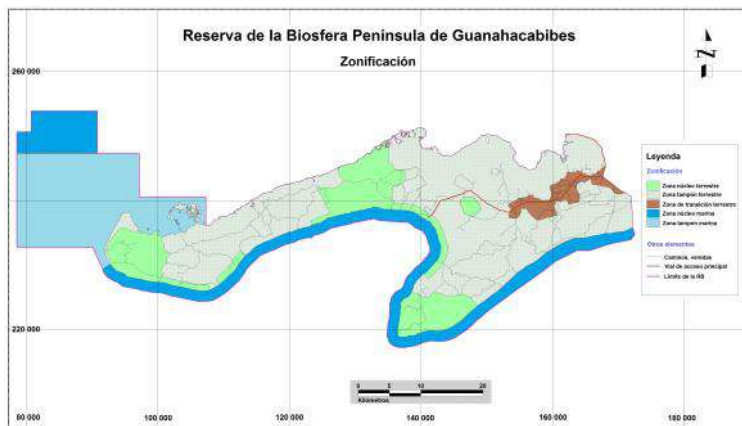 Reserva de la Biosfera Península de Guanahacabibes
Zonificación
N
260 000
220 000
80 000
100 000
120 000
140 000
160 000
180 000
Leyenda
Zonificación
Zona núcleo terrestre
Zona tampón terrestre
Zona de transición terrestre
Zona núcleo marina
Zona tampon marina
Otros elementos
Caminos, veredas
Vial de acceso principal
Límite de la RB
0 5 10 20
Kilómetros